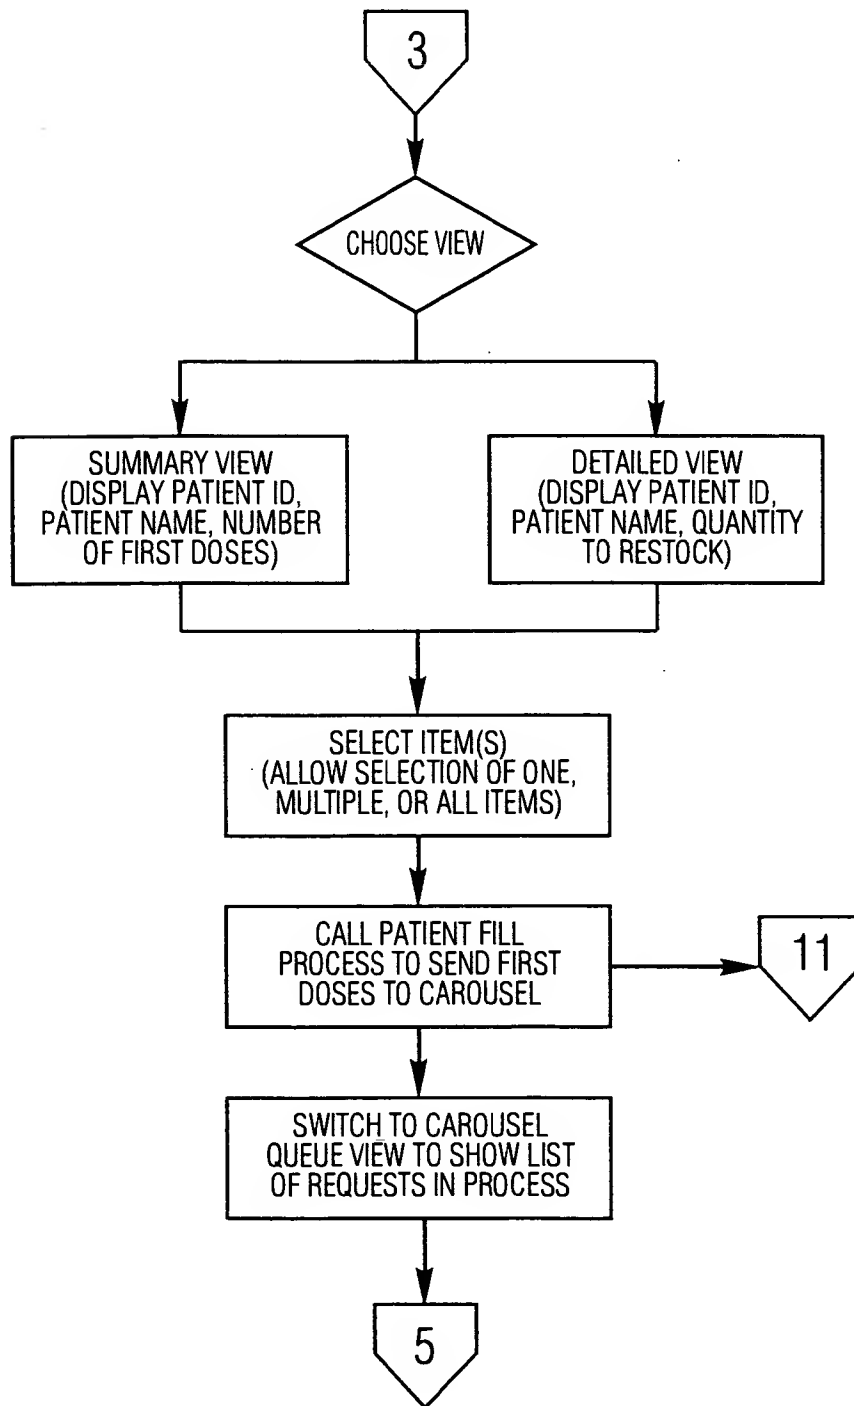 3
CHOOSE VIEW
SUMMARY VIEW
(DISPLAY PATIENT ID,
PATIENT NAME, NUMBER
OF FIRST DOSES)
DETAILED VIEW
(DISPLAY PATIENT ID,
PATIENT NAME, QUANTITY
TO RESTOCK)
SELECT ITEM(S)
(ALLOW SELECTION OF ONE,
MULTIPLE, OR ALL ITEMS)
CALL PATIENT FILL
PROCESS TO SEND FIRST
DOSES TO CAROUSEL
11
SWITCH TO CAROUSEL
QUEUE VIEW TO SHOW LIST
OF REQUESTS IN PROCESS
5